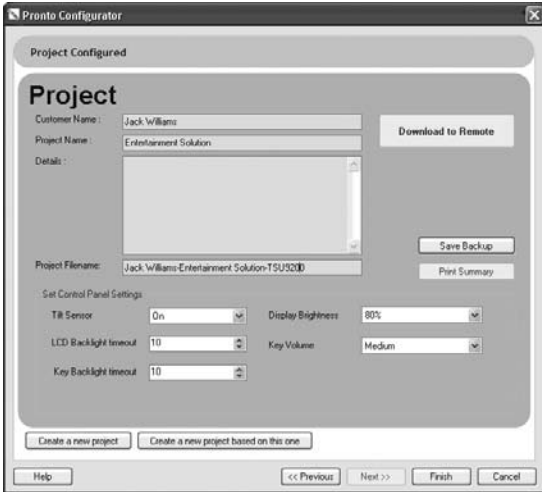 Pronto Configurator
Project Configured
Project
Customer Name :
Jack Williams
Download to Remote
Project Name :
Entertainment Solution
Details :
Save Backup
Project Filename:
Jack Williams-Entertainment Solution-TSU9200
Print Summary
Set Control Panel Settings
Tilt Sensor
On
Display Brightness
80%
LCD Backlight timeout
10
Key Volume
Medium
Key Backlight timeout
10
Create a new project
Create a new project based on this one
Help
<< Previous
Next >>
Finish
Cancel